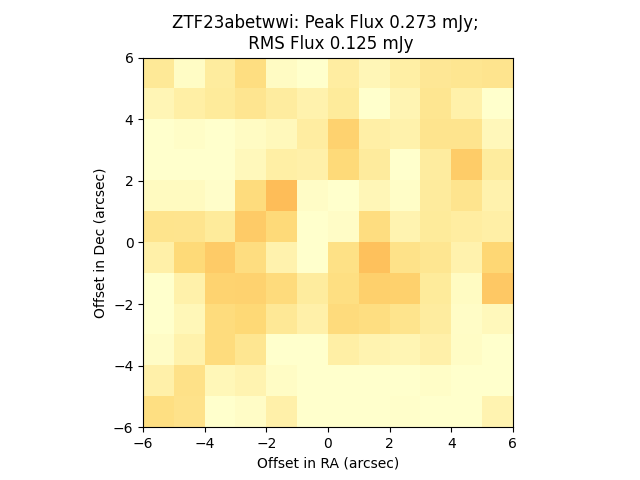 ZTF23abetwwi: Peak Flux 0.273 mJy;
RMS Flux 0.125 mJy
6
4
2
0
−2
−4
−6
Offset in Dec (arcsec)
−6 −4 −2 0 2 4 6
Offset in RA (arcsec)